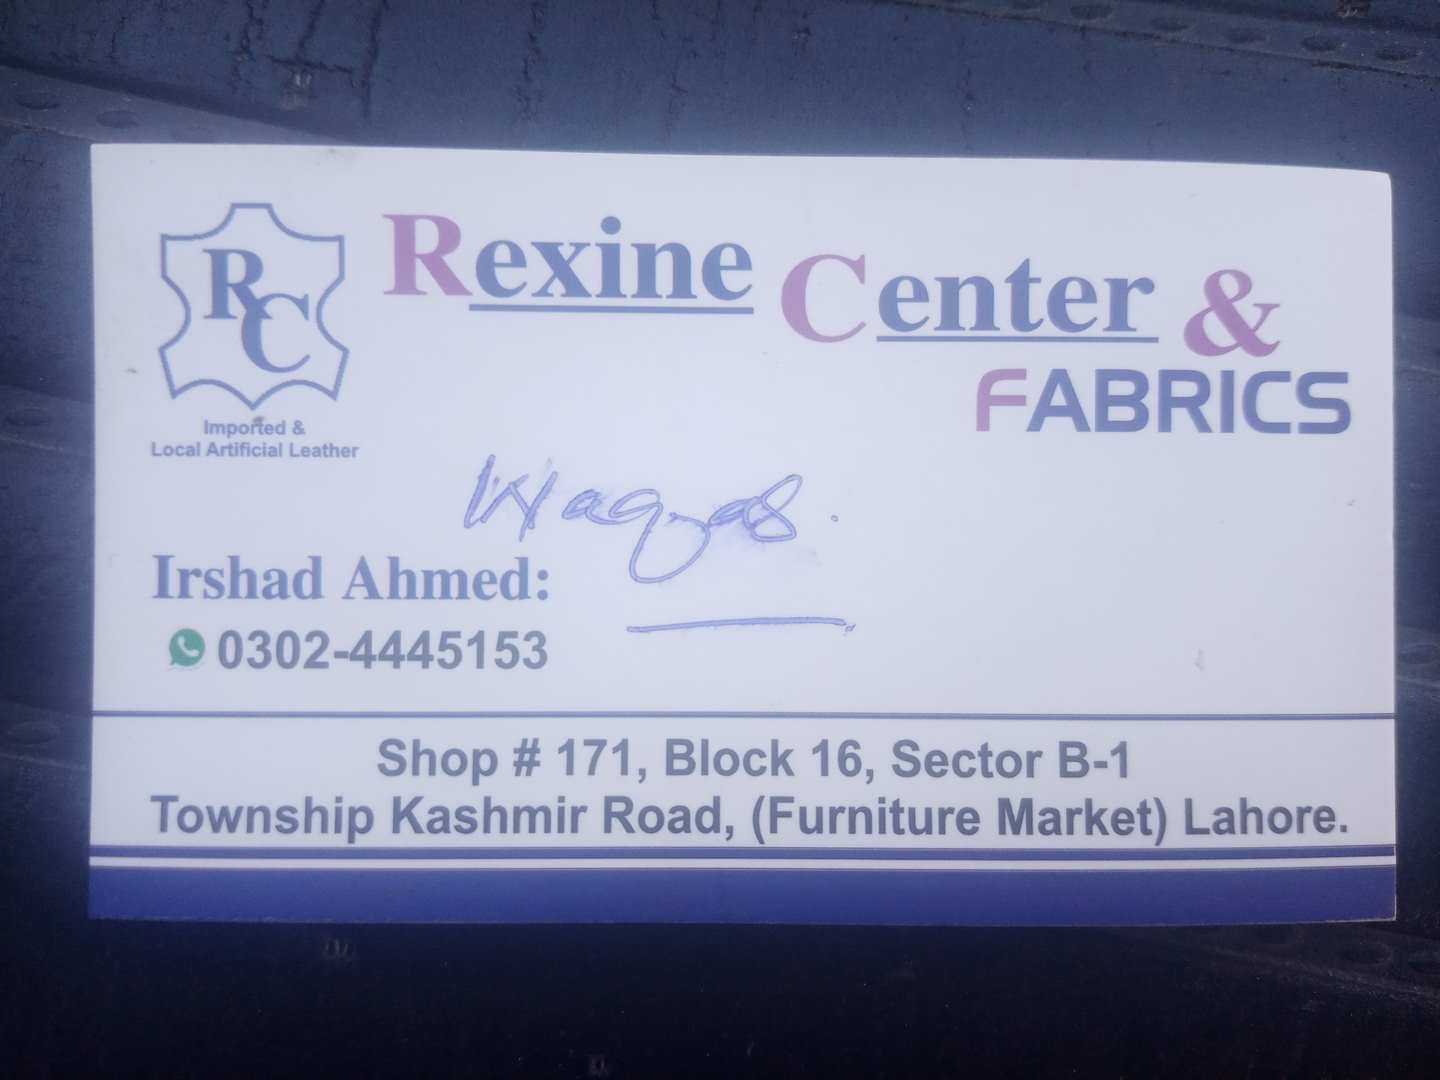 RC
Imported &
Local Artificial Leather
Rexine Center &
FABRICS
Waqas.
Irshad Ahmed:
0302-4445153
Shop # 171, Block 16, Sector B-1
Township Kashmir Road, (Furniture Market) Lahore.